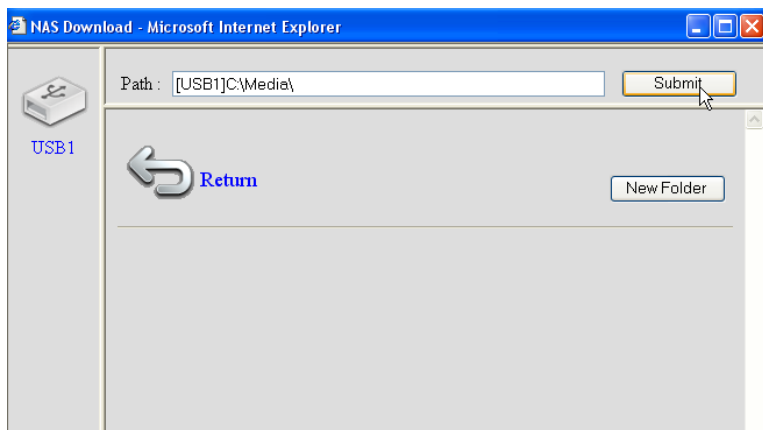 NAS Download - Microsoft Internet Explorer
Path : [USB1]C:\Media\ Submit
USB1
Return
New Folder